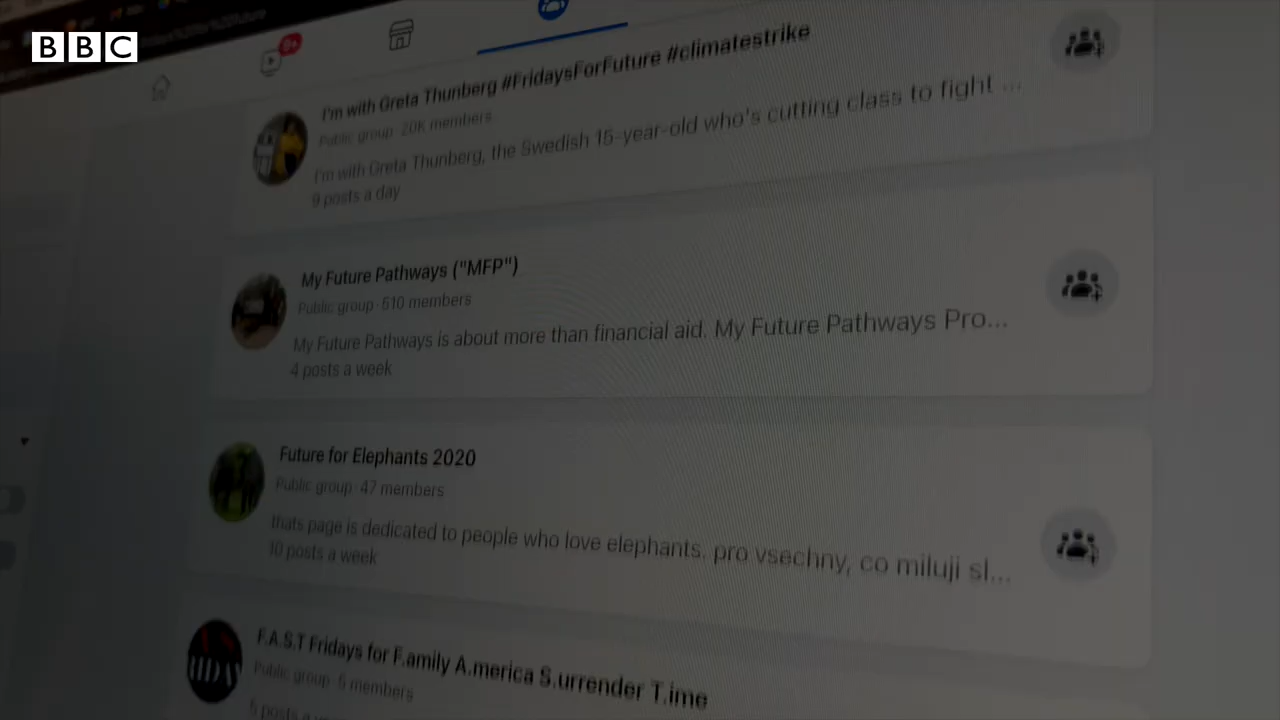 BBC
9+
I'm with Greta Thunberg #FridaysForFuture #climatestrike
Public group · 20K members
I'm with Greta Thunberg, the Swedish 15-year-old who's cutting class to fight ...
9 posts a day
My Future Pathways ("MFP")
Public group · 510 members
My Future Pathways is about more than financial aid. My Future Pathways Pro...
4 posts a week
Future for Elephants 2020
Public group · 47 members
thats page is dedicated to people who love elephants. pro vsechny, co miluji sl...
10 posts a week
F.A.S.T Fridays for F.amily A.merica S.urrender T.ime
Public group · 6 members
5 posts a